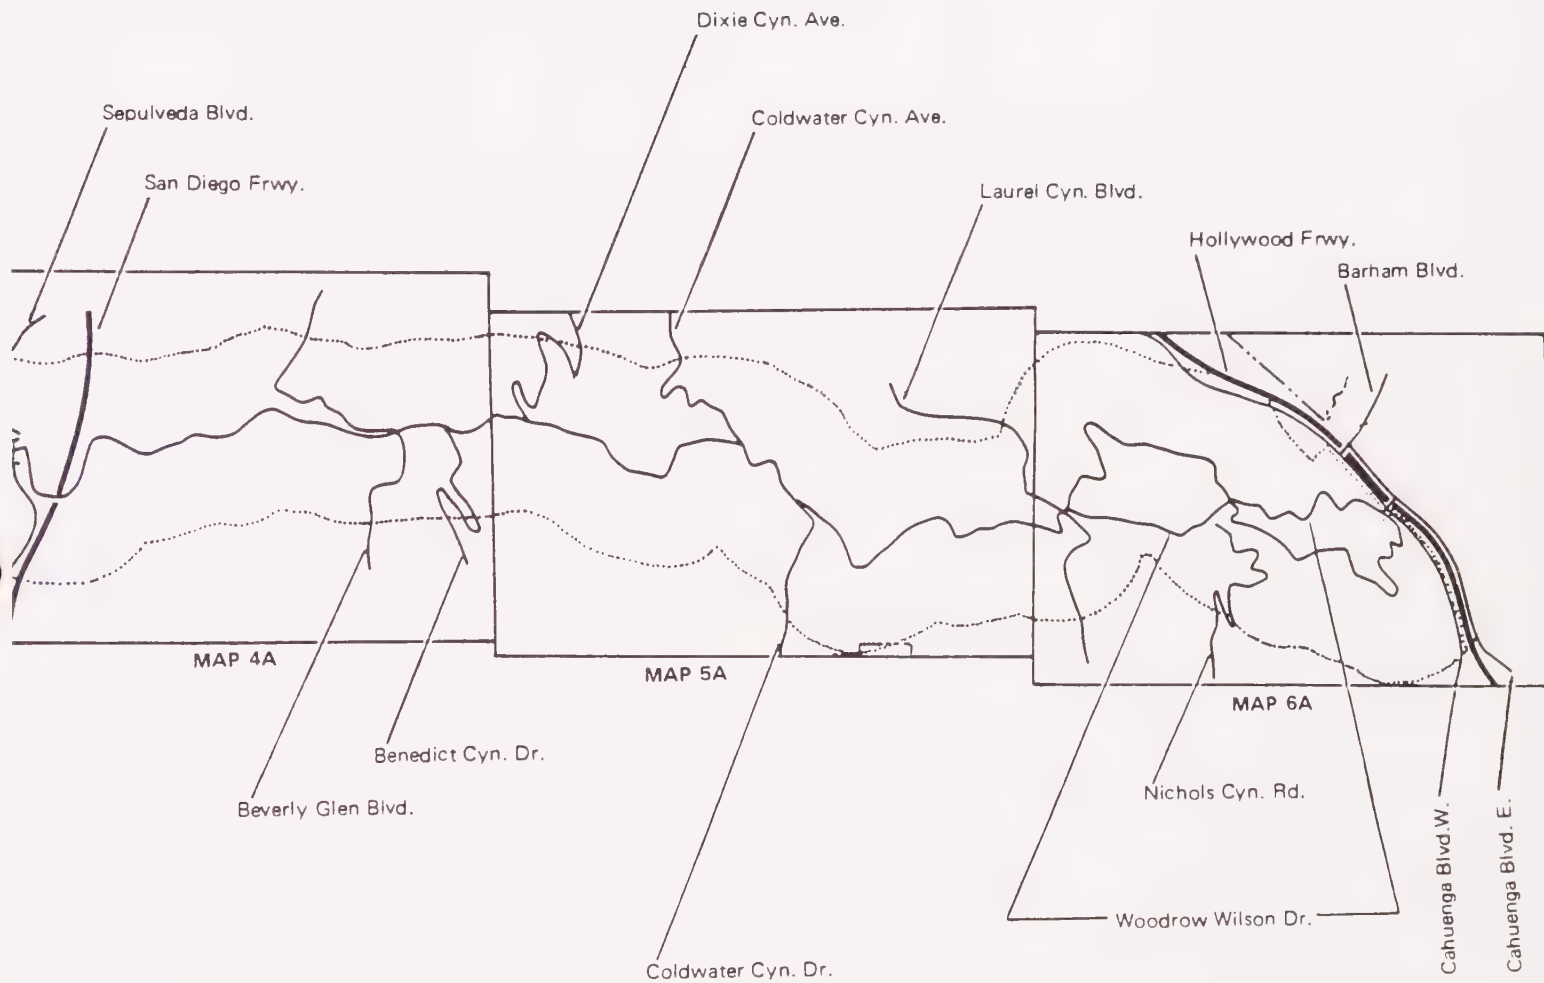 Dixie Cyn. Ave.
Sepulveda Blvd.
Coldwater Cyn. Ave.
San Diego Frwy.
Laurel Cyn. Blvd.
Hollywood Frwy.
Barham Blvd.
MAP 4A
MAP 5A
MAP 6A
Benedict Cyn. Dr.
Beverly Glen Blvd.
Nichols Cyn. Rd.
Woodrow Wilson Dr.
Coldwater Cyn. Dr.
Cahuenga Blvd.W.
Cahuenga Blvd. E.